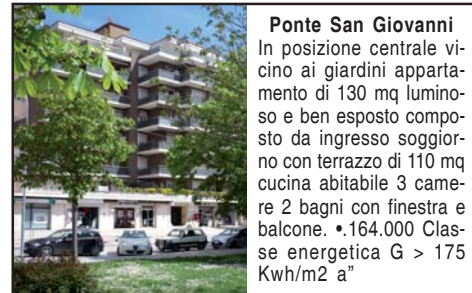 Ponte San Giovanni
In posizione centrale vi-
cino ai giardini apparta-
mento di 130 mq lumino-
so e ben esposto compo-
sto da ingresso soggior-
no con terrazzo di 110 mq
cucina abitabile 3 came-
re 2 bagni con finestra e
balcone. •.164.000 Clas-
se energetica G > 175
Kwh/m2 a”